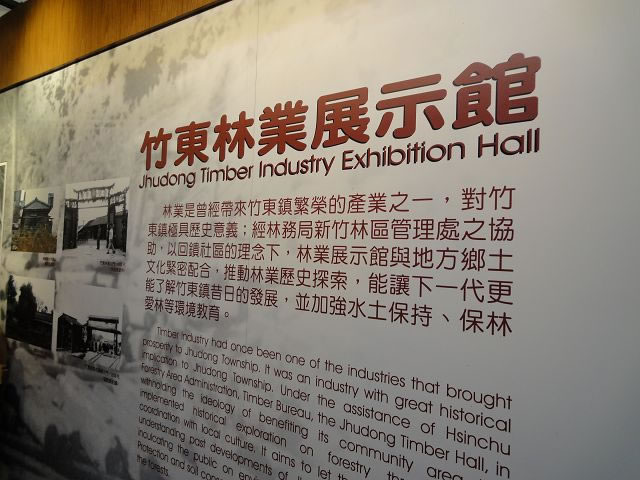 竹東林業展示館
Jhudong Timber Industry Exhibition Hall
林業是曾經帶來竹東鎮繁榮的產業之一，對竹
東鎮極具歷史意義；經林務局新竹林區管理處之協
助，以回饋社區的理念下，林業展示館與地方鄉土
文化緊密配合，推動林業歷史探索，能讓下一代更
能了解竹東鎮昔日的發展，並加強水土保持、保林
愛林等環境教育。
Timber Industry had once been one of the industries that brought
prosperity to Jhudong Township. It was an industry with great historical
implication to Jhudong Township. Under the assistance of Hsinchu
Forestry Area Administration, Timber Bureau, the Jhudong Timber Hall, in
withholding the ideology of benefiting its community area
implemented historical exploration on forestry
coordination with local culture. It aims to let
understanding past developments of
inculcating the public on
Protection and soil
the forests.